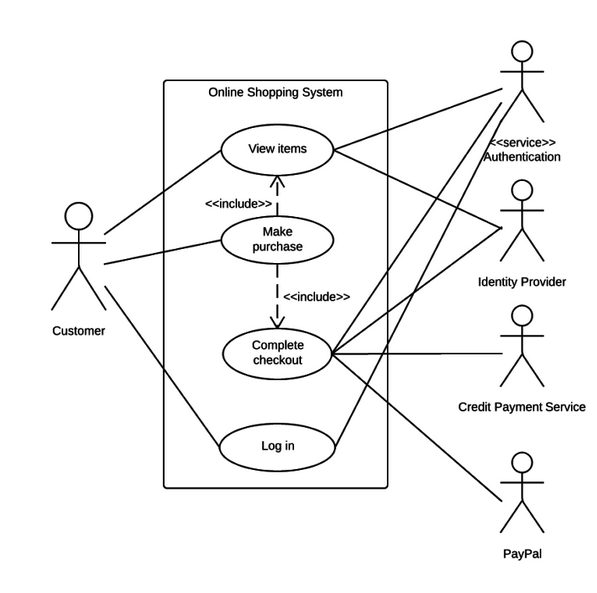 Online Shopping System
View items
<<service>>
Authentication
<<include>>
Make
purchase
Identity Provider
<<include>>
Customer
Complete
checkout
Credit Payment Service
Log in
PayPal